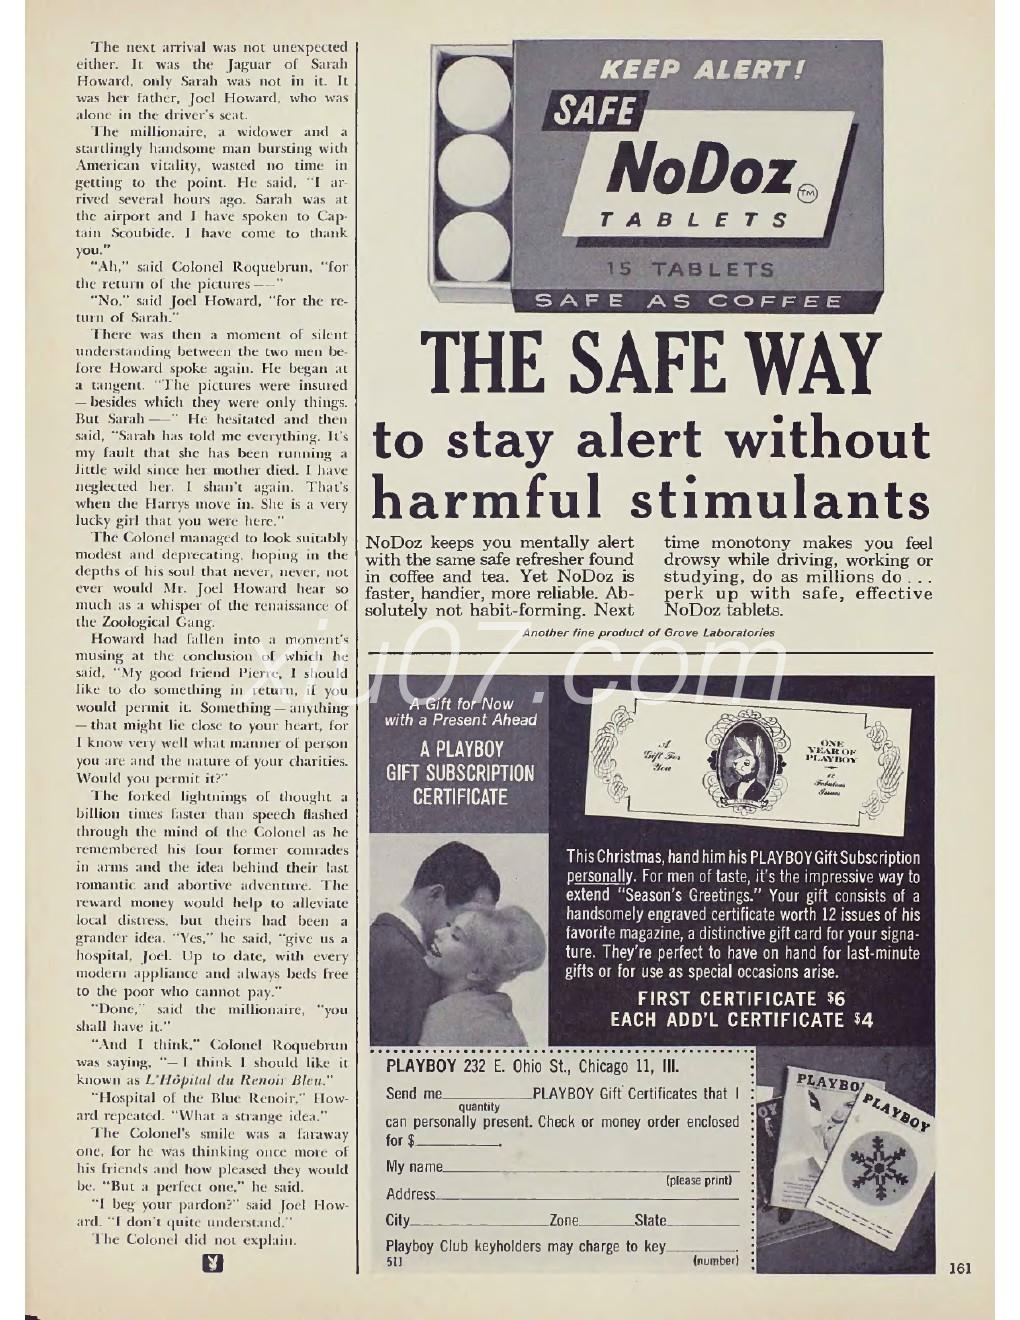 The next arrival was not unexpected
either. It was the Jaguar of Sarah
Howard, only Sarah was not in it. It
was her father, Joel Howard, who was
alone in the driver's seat.
The millionaire, a widower and a
startlingly handsome man bursting with
American vitality, wasted no time in
getting to the point. He said, "I ar-
rived several hours ago. Sarah was at
the airport and I have spoken to Cap-
tain Scoubide. I have come to thank
you."
"Ah," said Colonel Roquebrun, "for
the return of the pictures——"
"No," said Joel Howard, "for the re-
turn of Sarah."
There was then a moment of silent
understanding between the two men be-
fore Howard spoke again. He began at
a tangent. "The pictures were insured
—besides which they were only things.
But Sarah——" He hesitated and then
said, "Sarah has told me everything. It's
my fault that she has been running a
little wild since her mother died. I have
neglected her. I shan't again. That's
when the Harrys move in. She is a very
lucky girl that you were here."
The Colonel managed to look suitably
modest and deprecating, hoping in the
depths of his soul that never, never, not
ever would Mr. Joel Howard hear so
much as a whisper of the renaissance of
the Zoological Gang.
Howard had fallen into a moment's
musing at the conclusion of which he
said, "My good friend Pierre, I should
like to do something in return, if you
would permit it. Something—anything
—that might lie close to your heart, for
I know very well what manner of person
you are and the nature of your charities.
Would you permit it?"
The forked lightnings of thought a
billion times faster than speech flashed
through the mind of the Colonel as he
remembered his four former comrades
in arms and the idea behind their last
romantic and abortive adventure. The
reward money would help to alleviate
local distress, but theirs had been a
grander idea. "Yes," he said, "give us a
hospital, Joel. Up to date, with every
modern appliance and always beds free
to the poor who cannot pay."
"Done," said the millionaire, "you
shall have it."
"And I think," Colonel Roquebrun
was saying, "—I think I should like it
known as L'Hôpital du Renoir Bleu."
"Hospital of the Blue Renoir," How-
ard repeated. "What a strange idea."
The Colonel's smile was a faraway
one, for he was thinking once more of
his friends and how pleased they would
be. "But a perfect one," he said.
"I beg your pardon?" said Joel How-
ard. "I don't quite understand."
The Colonel did not explain.
KEEP ALERT!
SAFE
NoDoz TM
TABLETS
15 TABLETS
SAFE AS COFFEE
THE SAFE WAY
to stay alert without
harmful stimulants
NoDoz keeps you mentally alert
with the same safe refresher found
in coffee and tea. Yet NoDoz is
faster, handier, more reliable. Ab-
solutely not habit-forming. Next
time monotony makes you feel
drowsy while driving, working or
studying, do as millions do . . .
perk up with safe, effective
NoDoz tablets.
Another fine product of Grove Laboratories
xiu07.com
A Gift for Now
with a Present Ahead
A PLAYBOY
GIFT SUBSCRIPTION
CERTIFICATE
A
Gift For
You
ONE
YEAR OF
PLAYBOY
12
Fabulous
Issues
This Christmas, hand him his PLAYBOY Gift Subscription
personally. For men of taste, it's the impressive way to
extend "Season's Greetings." Your gift consists of a
handsomely engraved certificate worth 12 issues of his
favorite magazine, a distinctive gift card for your signa-
ture. They're perfect to have on hand for last-minute
gifts or for use as special occasions arise.
FIRST CERTIFICATE $6
EACH ADD'L CERTIFICATE $4
PLAYBOY 232 E. Ohio St., Chicago 11, Ill.
Send me__________PLAYBOY Gift Certificates that I
quantity
can personally present. Check or money order enclosed
for $__________.
My name__________
(please print)
Address__________
City__________Zone______State__________
Playboy Club keyholders may charge to key__________.
511
(number)
PLAYBO
PLAYBOY
OY
161